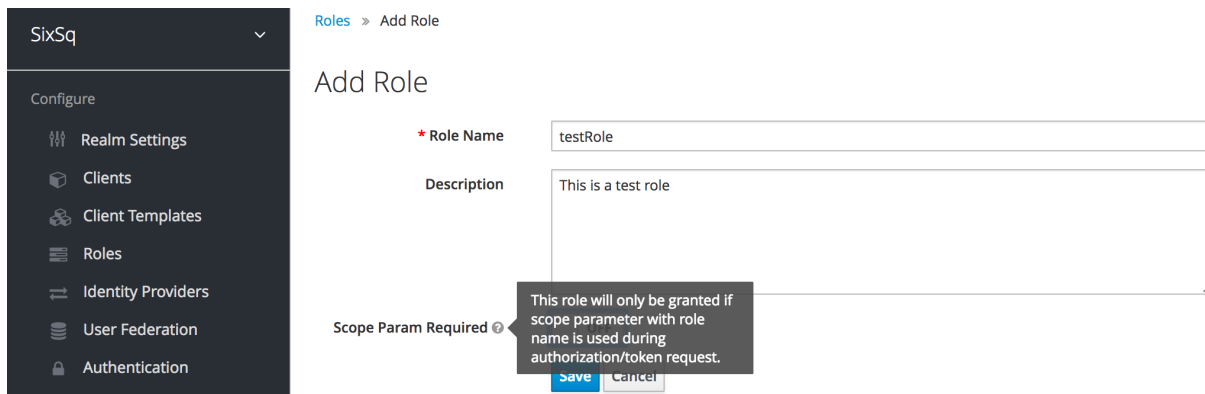 SixSq
Configure
Realm Settings
Clients
Client Templates
Roles
Identity Providers
User Federation
Authentication
Roles » Add Role
Add Role
* Role Name
testRole
Description
This is a test role
Scope Param Required
OFF
This role will only be granted if
scope parameter with role
name is used during
authorization/token request.
Save
Cancel